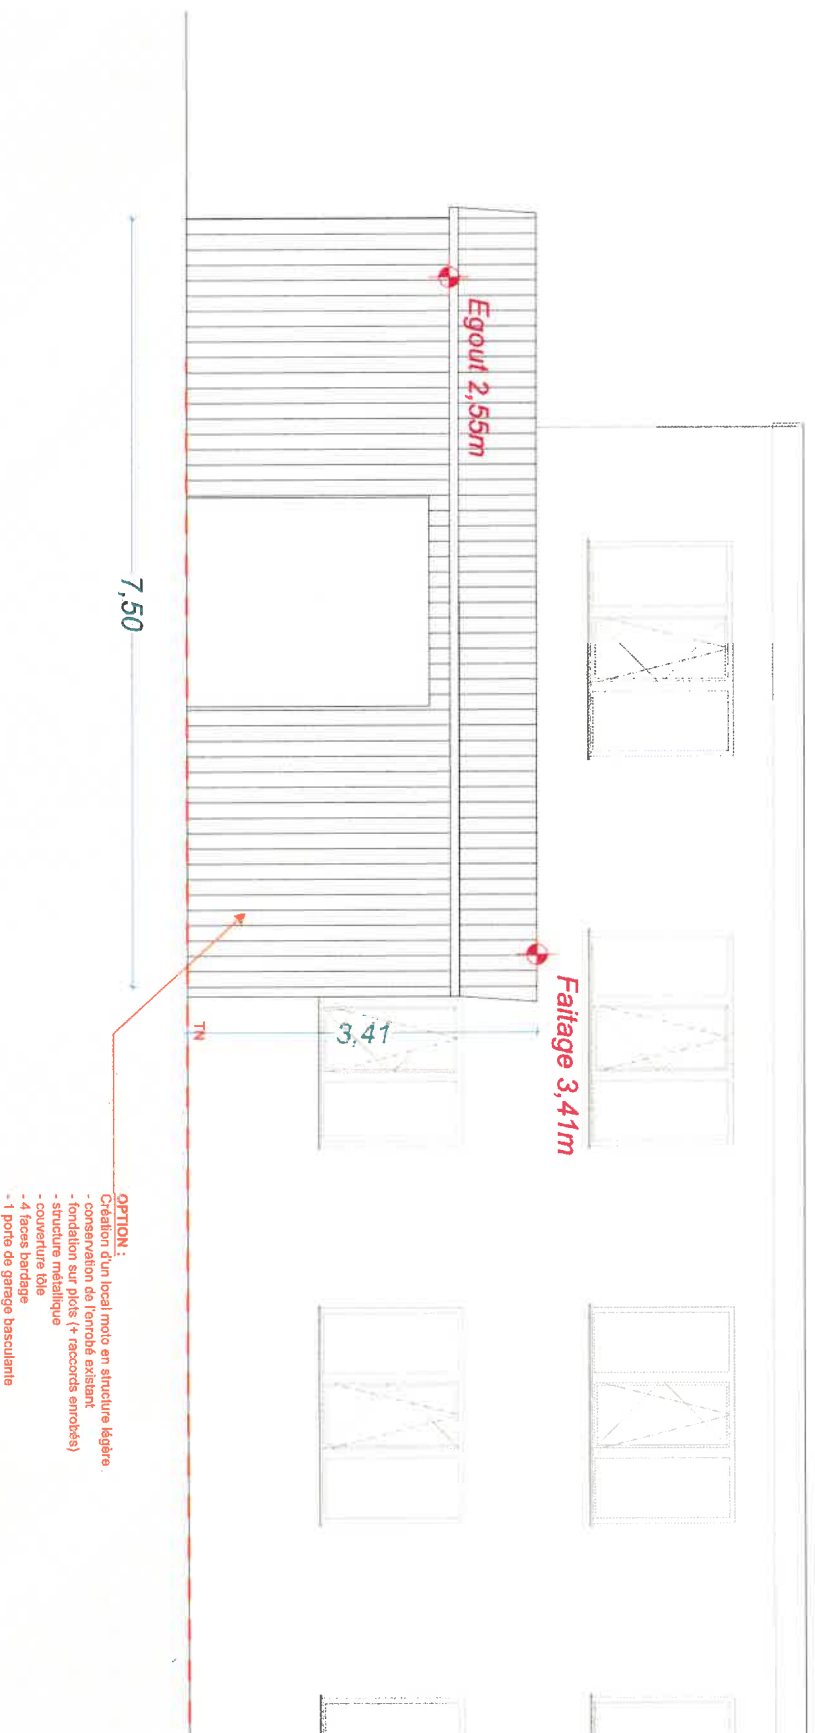 Egout 2,55m
Faitage 3,41m
3,41
TN
7,50
OPTION :
Création d'un local moto en structure légère
- conservation de l'enrobé existant
- fondation sur plots (+ raccords enrobés)
- structure métallique
- couverture tôle
- 4 faces bardage
- 1 porte de garage basculante